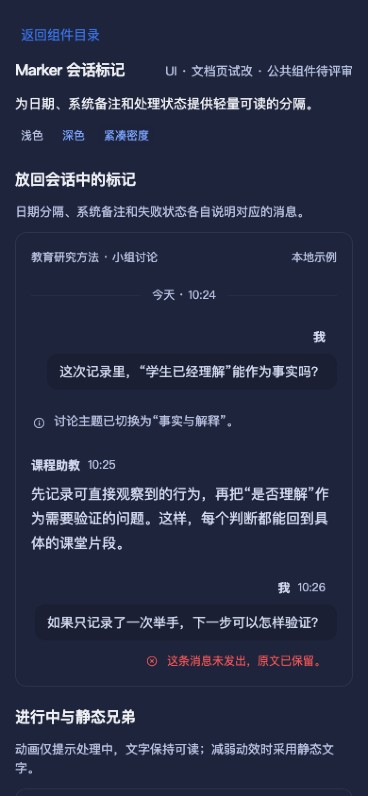 返回组件目录
Marker 会话标记 UI · 文档页试改 · 公共组件待评审
为日期、系统备注和处理状态提供轻量可读的分隔。
浅色 深色 紧凑密度
放回会话中的标记
日期分隔、系统备注和失败状态各自说明对应的消息。
教育研究方法 · 小组讨论 本地示例
今天 · 10:24
我
这次记录里，“学生已经理解”能作为事实吗？
讨论主题已切换为“事实与解释”。
课程助教 10:25
先记录可直接观察到的行为，再把“是否理解”作
为需要验证的问题。这样，每个判断都能回到具
体的课堂片段。
我 10:26
如果只记录了一次举手，下一步可以怎样验证？
这条消息未发出，原文已保留。
进行中与静态兄弟
动画仅提示处理中，文字保持可读；减弱动效时采用静态文
字。